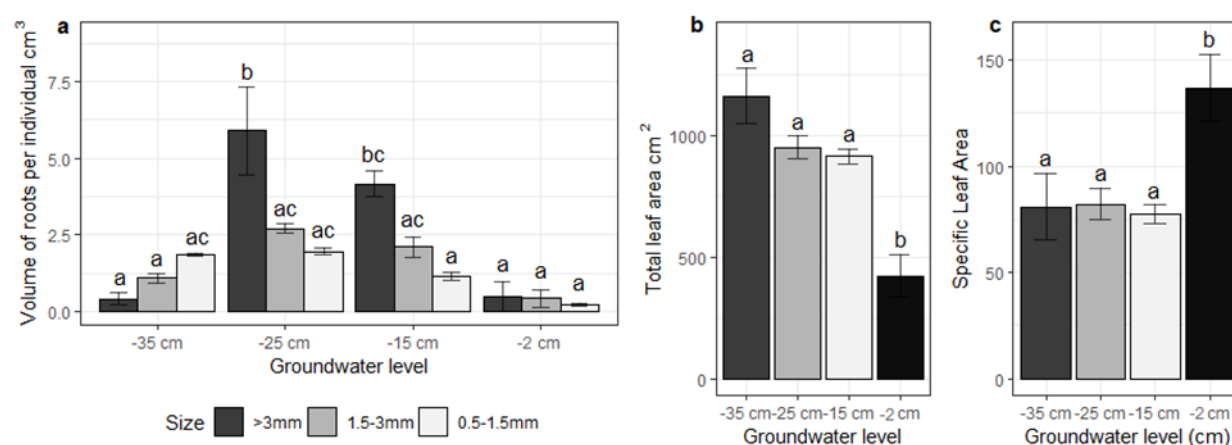 a
Volume of roots per individual cm³
7.5
5.0
2.5
0.0
a a ac
b ac ac
bc ac a
a a a
-35 cm -25 cm -15 cm -2 cm
Groundwater level
Size >3mm 1.5-3mm 0.5-1.5mm
b
Total leaf area cm²
1000
500
0
a a a b
-35 cm -25 cm -15 cm -2 cm
Groundwater level
c
Specific Leaf Area
150
100
50
0
a a a b
-35 cm -25 cm -15 cm -2 cm
Groundwater level (cm)